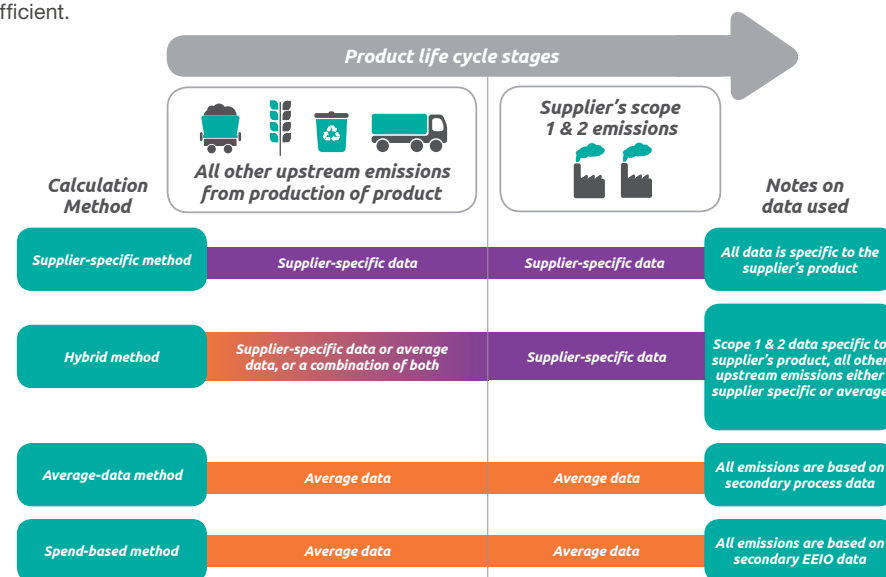 fficient.
Product life cycle stages
All other upstream emissions
from production of product
Supplier's scope
1 & 2 emissions
Calculation
Method
Notes on
data used
Supplier-specific method
Supplier-specific data
Supplier-specific data
All data is specific to the
supplier's product
Hybrid method
Supplier-specific data or average
data, or a combination of both
Supplier-specific data
Scope 1 & 2 data specific to
supplier's product, all other
upstream emissions either
supplier specific or average
Average-data method
Average data
Average data
All emissions are based on
secondary process data
Spend-based method
Average data
Average data
All emissions are based on
secondary EEIO data